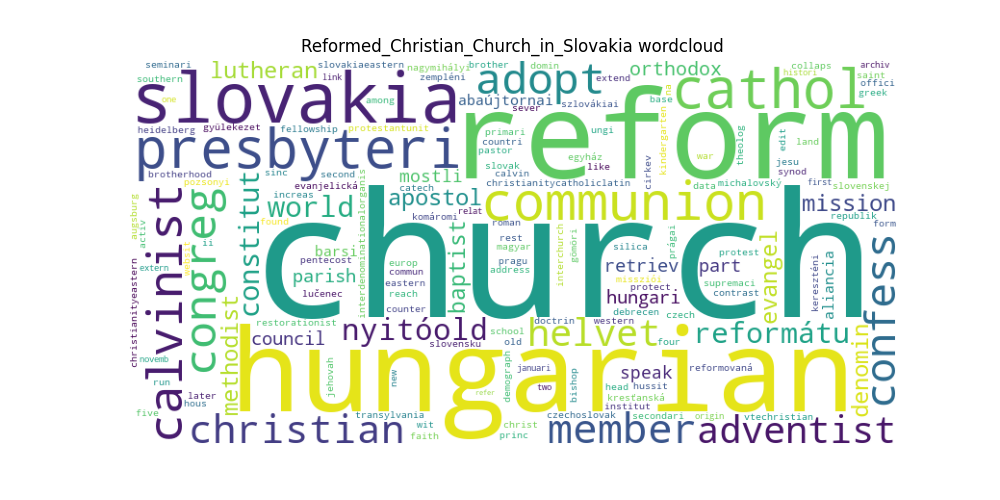 Reformed_Christian_Church_in_Slovakia wordcloud
seminari slovakiaeastern nagymihályi brother domin collaps archiv
southern lutheran link zempléni adopt extend orthodox histori saint offici
one slovakia among abaújtornai sever reform base na cathol greek
heidelberg gyülekezet szlovákiai kindergarten
fellowship protestantunit primari ungi war edit land
presbyteri countri pastor egyház cirkev theolog jesu
brotherhood sinc second mostli slovak like synod
pozsonyi evanjelická catech calvin christianitycatholiclatin data michalovský first slovenskej
increas constitut world apostol communion mission
augsburg found komáromi relat roman republik form
activ ii barsi baptist rest magyar gömöri interchurch silica prágai protest evangel
calvinist congreg pentecost interdenominationalorganis europ pragu retriev part aliancia kereszténi
extern websit parish commun address missziói supremaci
church
christianityeastern lučenec eastern reach protect hungari contrast confess
methodist counter debrecen
restorationist nyitóold doctrin western czech reformátu
council school helvet four
novemb slovensku old denomin
hungarian
run jehovah new demograph januari speak reformovaná
later hous two bishop head hussit
five refer kresťanská institut
transylvania czechoslovak secondari origin vtechristian
christian wit faith christ princ member adventist